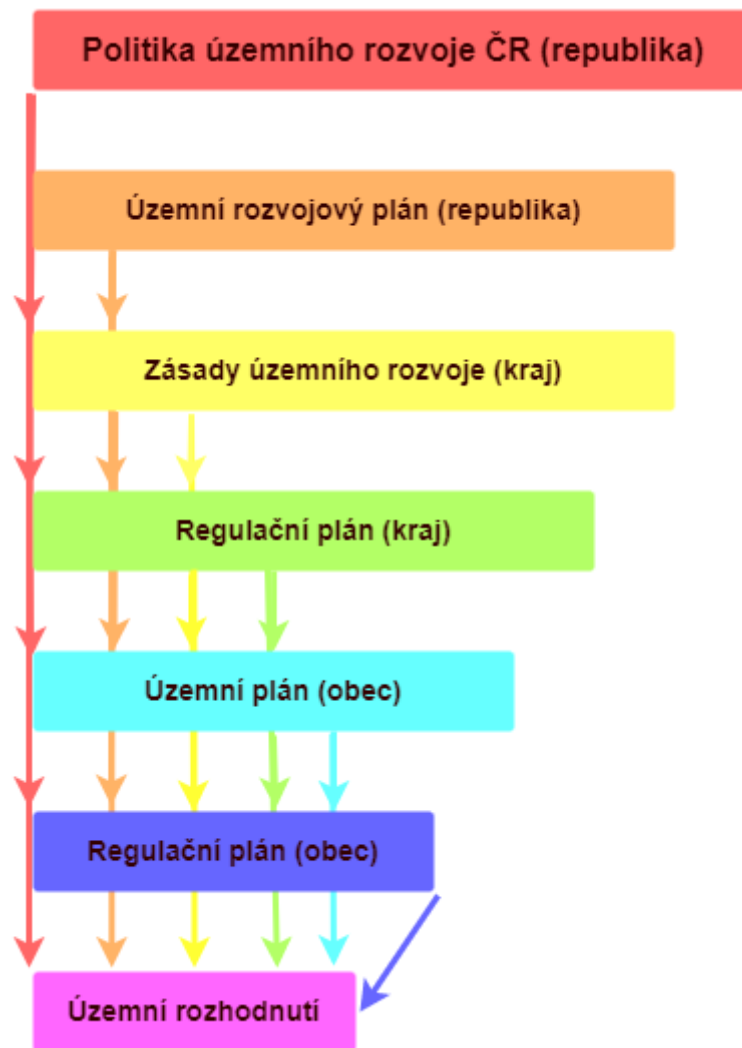 Politika územního rozvoje ČR (republika)
Územní rozvojový plán (republika)
Zásady územního rozvoje (kraj)
Regulační plán (kraj)
Územní plán (obec)
Regulační plán (obec)
Územní rozhodnutí